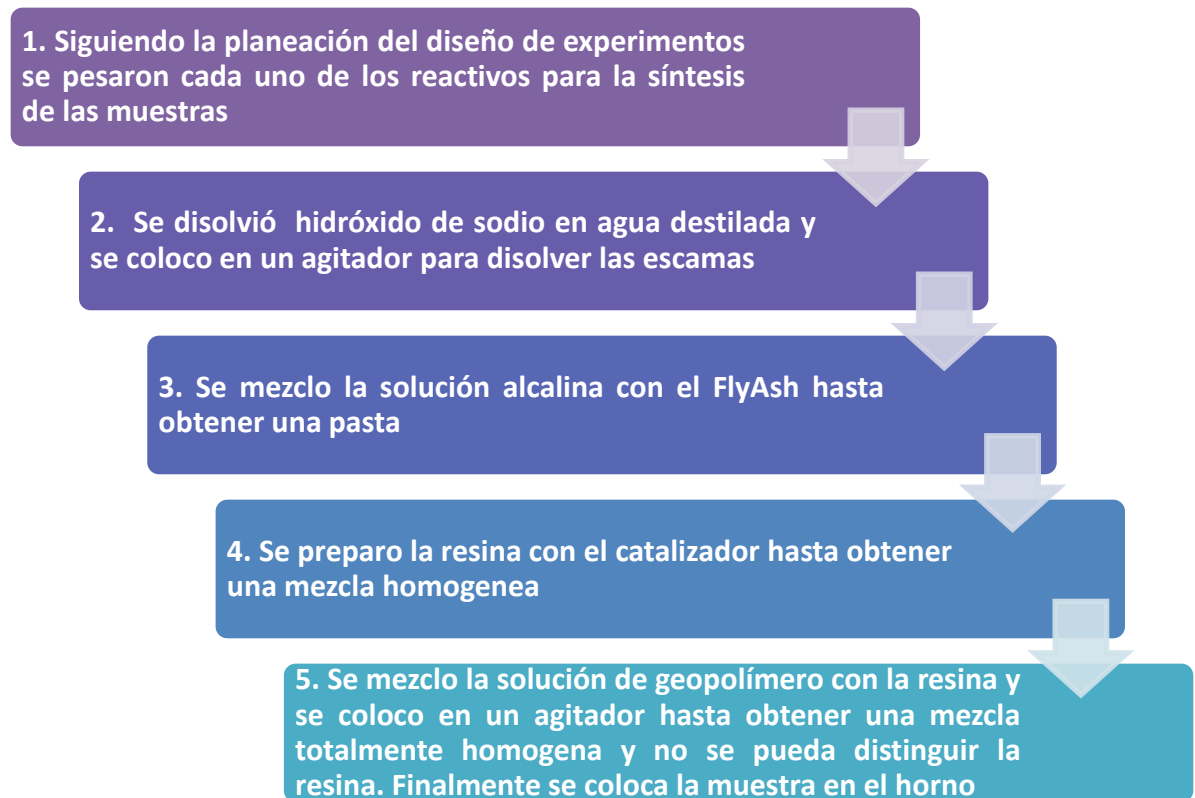 1. Siguiendo la planeación del diseño de experimentos
se pesaron cada uno de los reactivos para la síntesis
de las muestras
2. Se disolvió hidróxido de sodio en agua destilada y
se coloco en un agitador para disolver las escamas
3. Se mezclo la solución alcalina con el FlyAsh hasta
obtener una pasta
4. Se preparo la resina con el catalizador hasta obtener
una mezcla homogenea
5. Se mezclo la solución de geopolímero con la resina y
se coloco en un agitador hasta obtener una mezcla
totalmente homogena y no se pueda distinguir la
resina. Finalmente se coloca la muestra en el horno